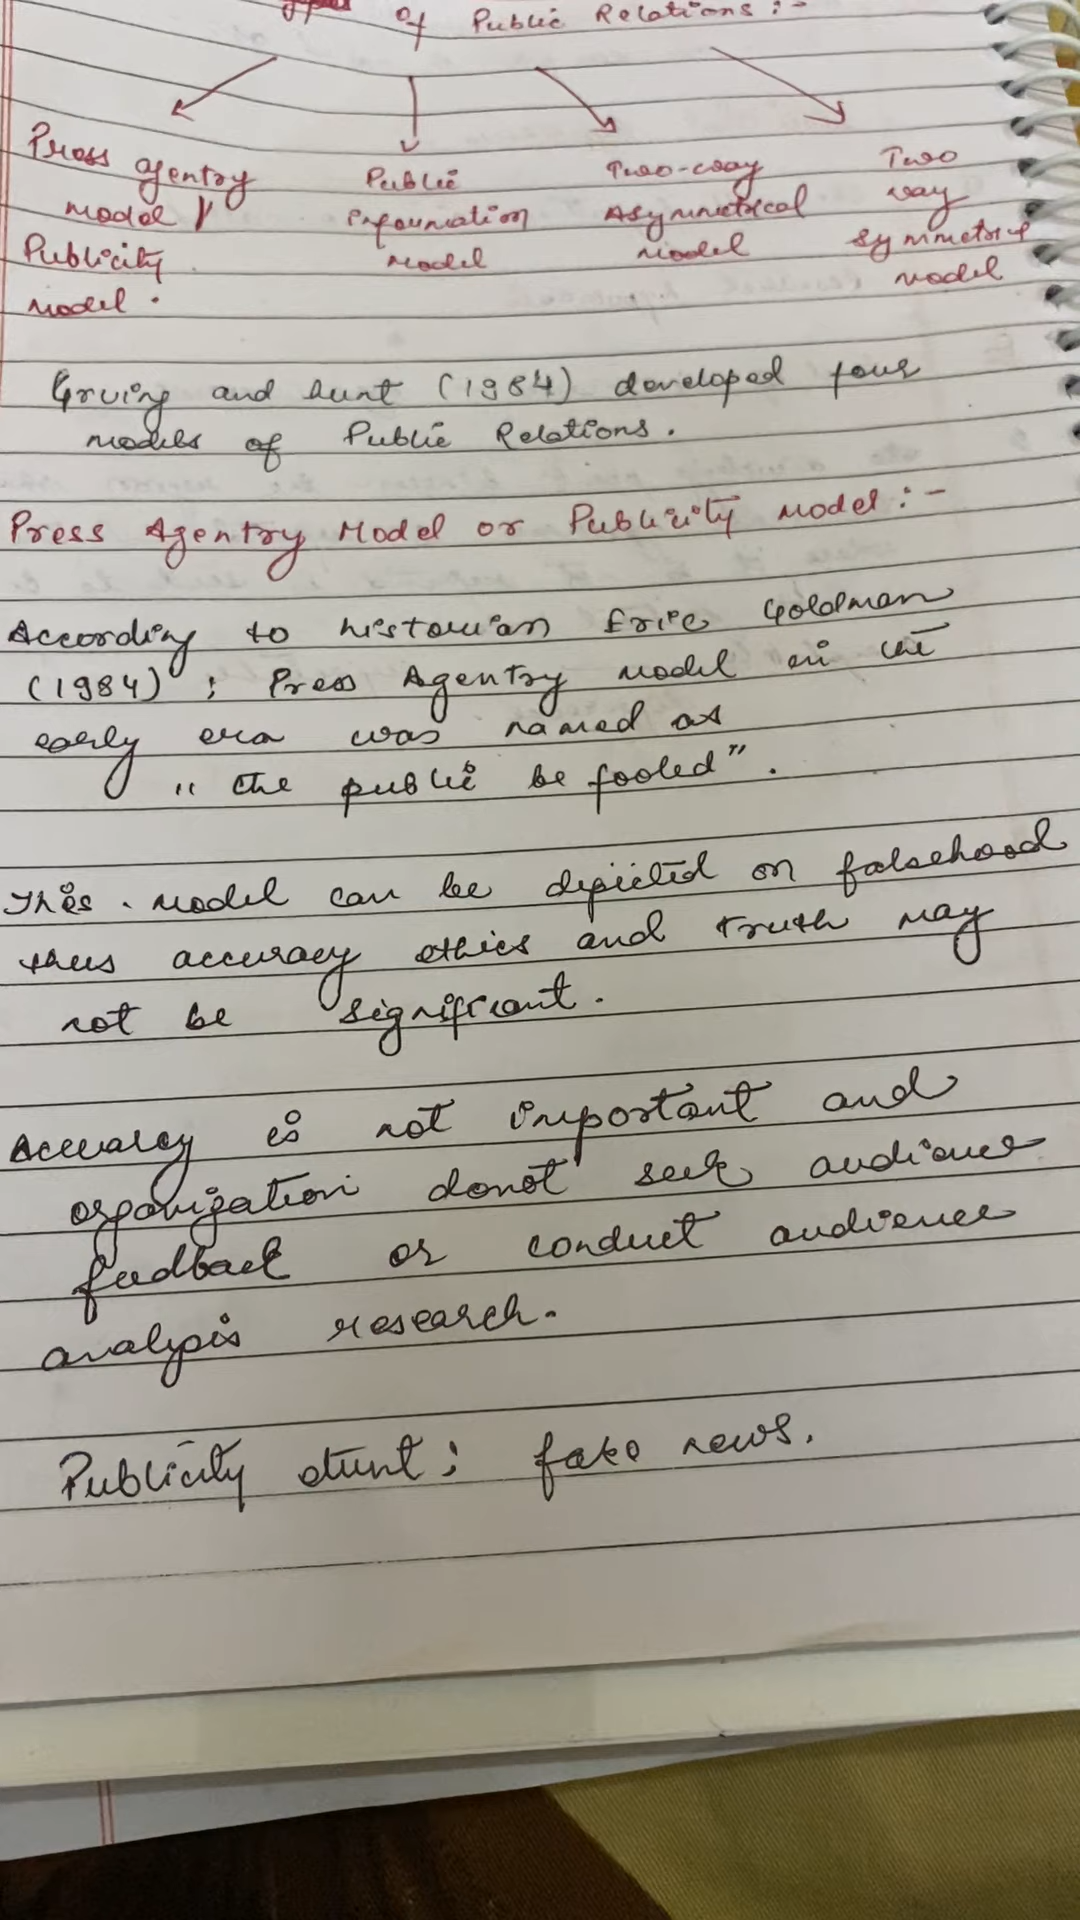 Types of Public Relations :-
Press agentry model / Publicity model.
Public Information model
Two-way Asymmetrical model
Two way symmetrical model
Gruing and hunt (1984) developed four
models of Public Relations.
Press Agentry Model or Publicity model :-
According to historian Eric Goldman
(1984) ; Press Agentry model in the
early era was named as
" the public be fooled".
This model can be depicted on falsehood
thus accuracy ethics and truth may
not be significant.
Accuracy is not important and
organization donot seek audience
feedback or conduct audience
analysis research.
Publicity stunt ; fake news.